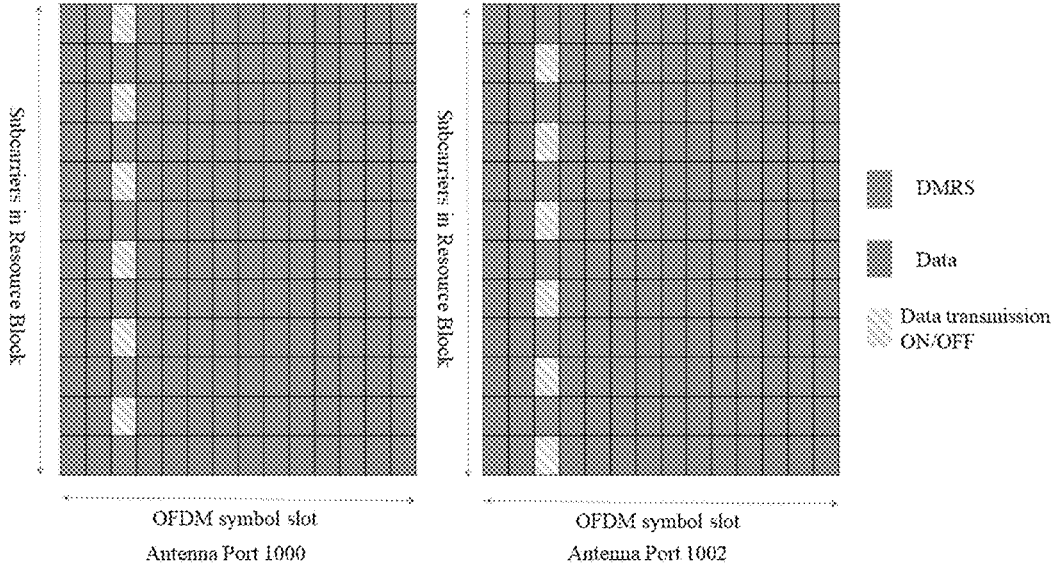 Subcarriers in Resource Block
OFDM symbol slot
Antenna Port 1000
Subcarriers in Resource Block
OFDM symbol slot
Antenna Port 1002
DMRS
Data
Data transmission
ON/OFF